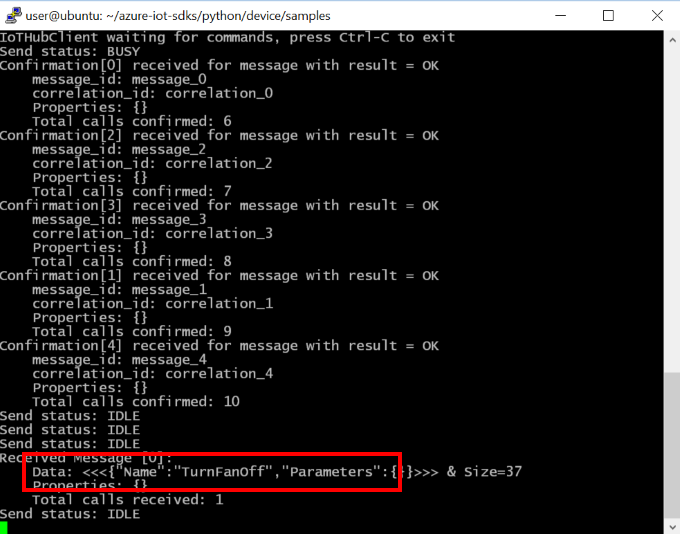 user@ubuntu: ~/azure-iot-sdks/python/device/samples
IoTHubClient waiting for commands, press Ctrl-C to exit
Send status: BUSY
Confirmation[0] received for message with result = OK
    message_id: message_0
    correlation_id: correlation_0
    Properties: {}
    Total calls confirmed: 6
Confirmation[2] received for message with result = OK
    message_id: message_2
    correlation_id: correlation_2
    Properties: {}
    Total calls confirmed: 7
Confirmation[3] received for message with result = OK
    message_id: message_3
    correlation_id: correlation_3
    Properties: {}
    Total calls confirmed: 8
Confirmation[1] received for message with result = OK
    message_id: message_1
    correlation_id: correlation_1
    Properties: {}
    Total calls confirmed: 9
Confirmation[4] received for message with result = OK
    message_id: message_4
    correlation_id: correlation_4
    Properties: {}
    Total calls confirmed: 10
Send status: IDLE
Send status: IDLE
Send status: IDLE
Received Message [0]:
    Data: <<<{"Name":"TurnFanOff","Parameters":{}}>>> & Size=37
    Properties: {}
    Total calls received: 1
Send status: IDLE